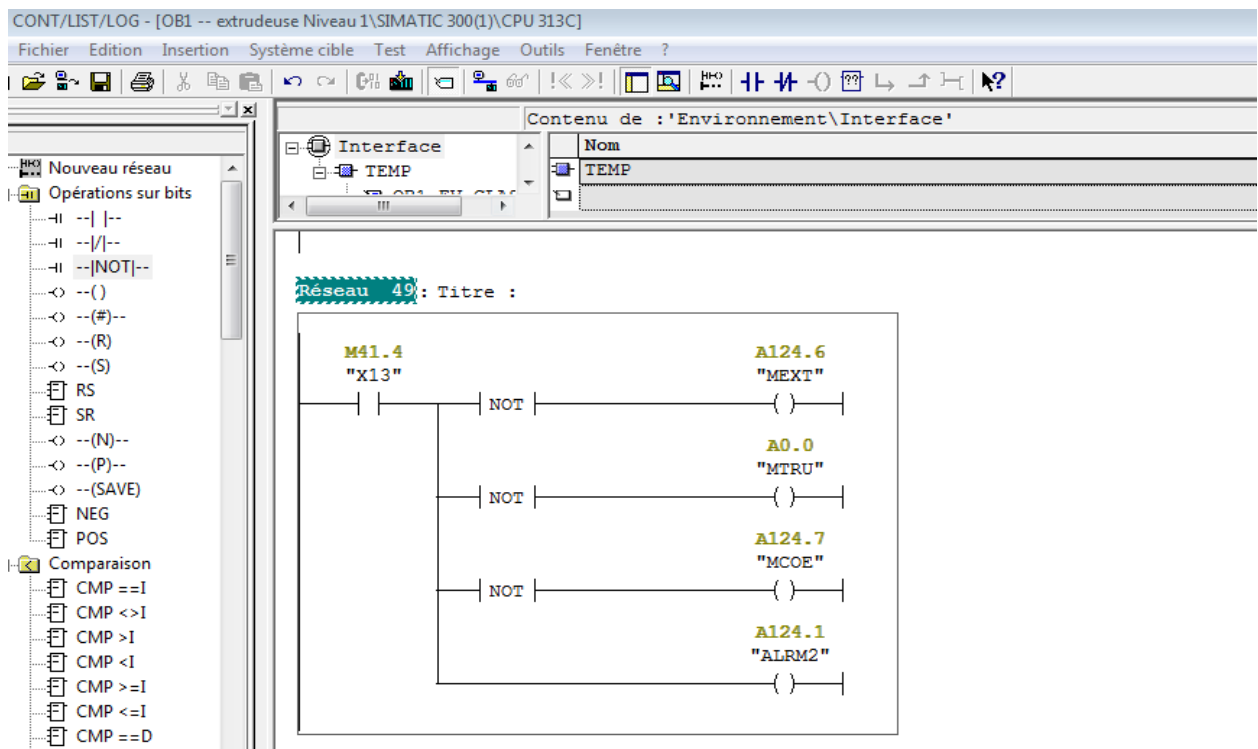 CONT/LIST/LOG - [OB1 -- extrudeuse Niveau 1\SIMATIC 300(1)\CPU 313C]
Fichier Edition Insertion Système cible Test Affichage Outils Fenêtre ?
Contenu de :'Environnement\Interface'
Interface
TEMP
Nom
TEMP
Nouveau réseau
Opérations sur bits
--| |--
--|/|--
--|NOT|--
--( )
--(#)--
--(R)
--(S)
RS
SR
--(N)--
--(P)--
--(SAVE)
NEG
POS
Comparaison
CMP ==I
CMP <>I
CMP >I
CMP <I
CMP >=I
CMP <=I
CMP ==D
Réseau 49: Titre :
M41.4
"X13"
A124.6
"MEXT"
NOT
A0.0
"MTRU"
NOT
A124.7
"MCOE"
NOT
A124.1
"ALRM2"